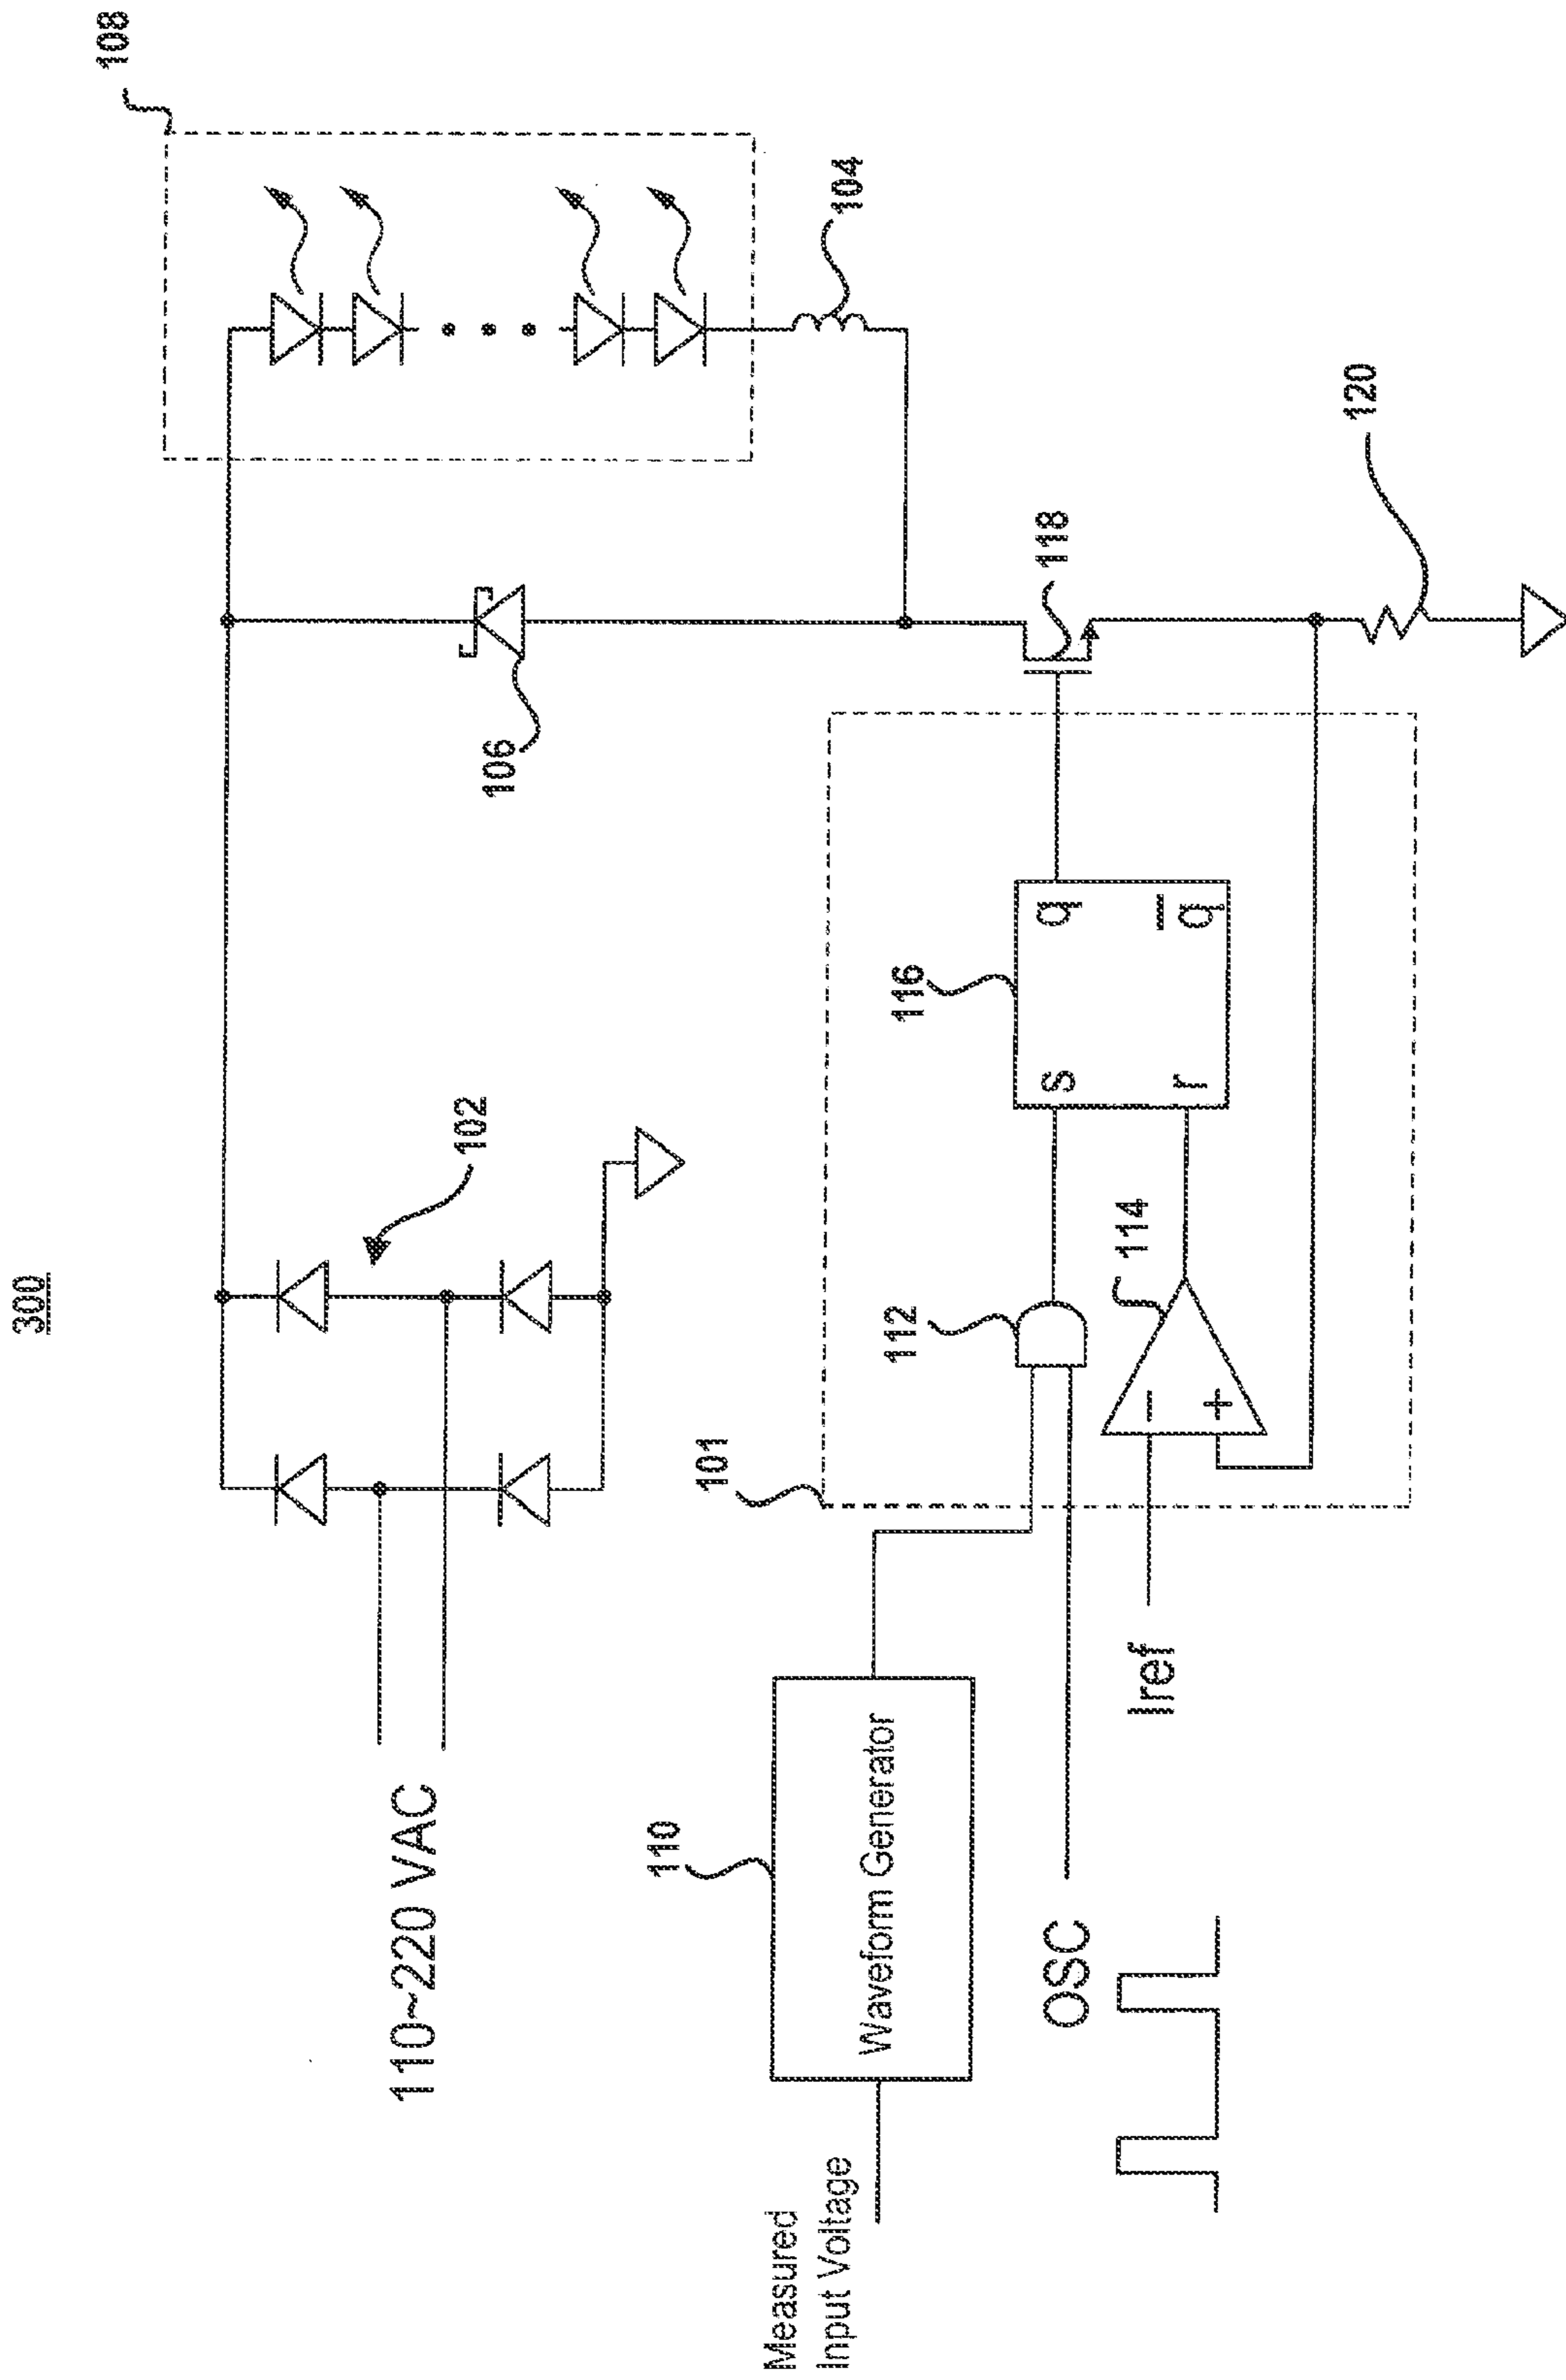 300
108
102
110~220 VAC
106
104
101
110
Measured
Input Voltage
Waveform Generator
112
116
118
s
q
r
q
OSC
114
−
+
Iref
120